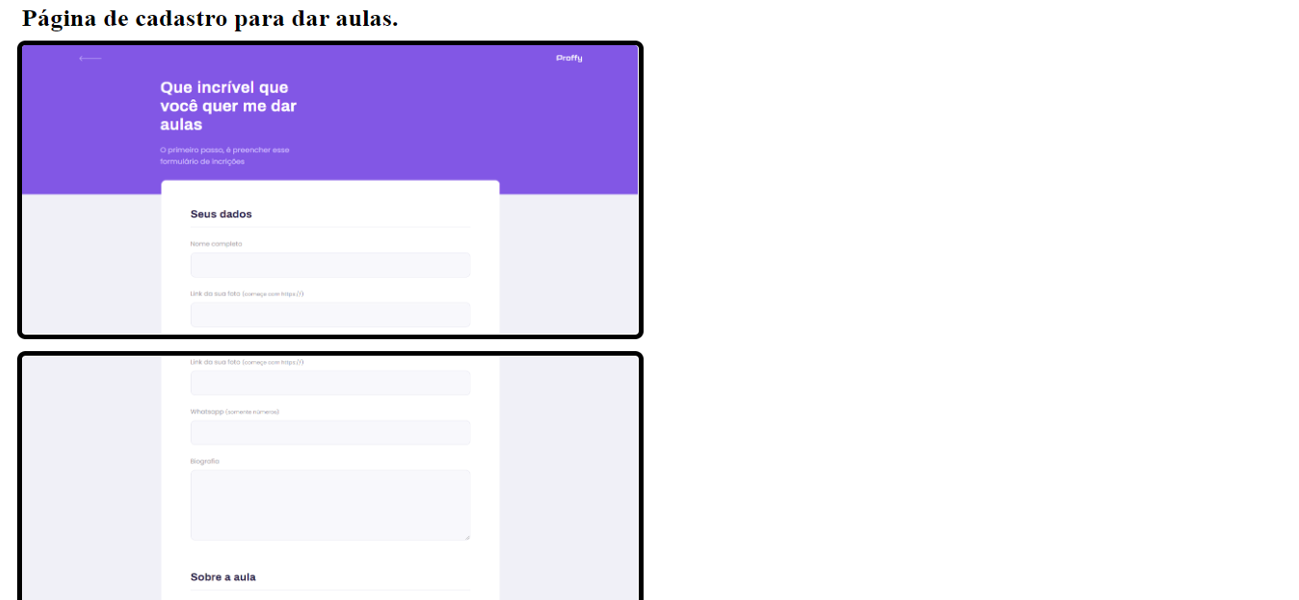 Página de cadastro para dar aulas.
Proffy
Que incrível que
você quer me dar
aulas
O primeiro passo, é preencher esse
formulário de incrições
Seus dados
Nome completo
Link da sua foto (começa com https://)
Link da sua foto (começa com https://)
Whatsapp (somente números)
Biografia
Sobre a aula